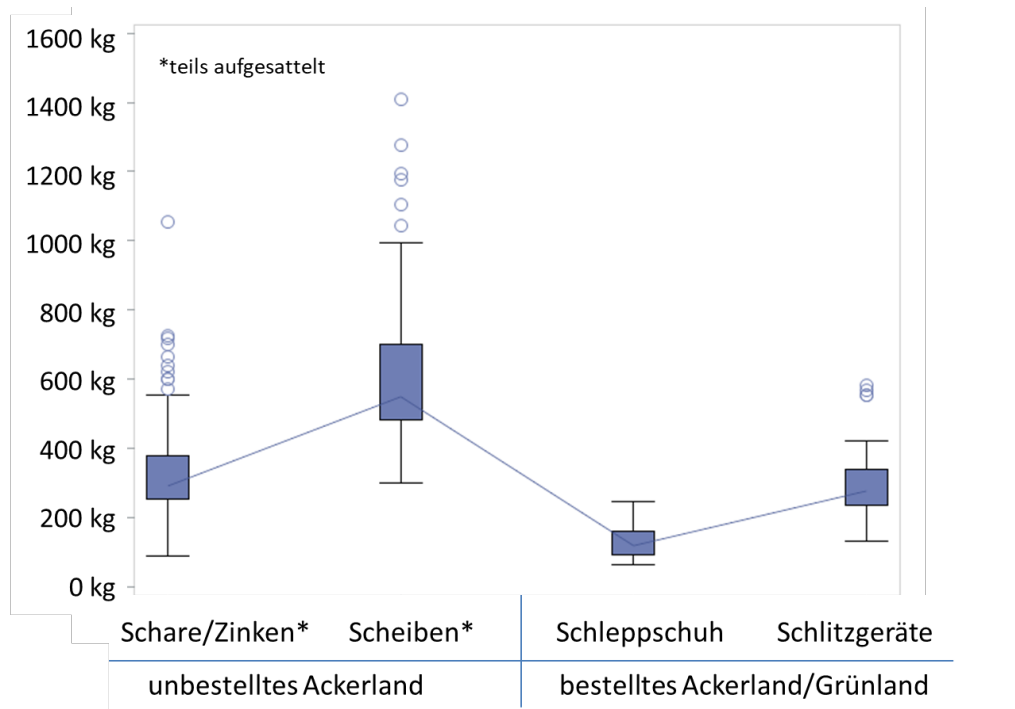 1600 kg
*teils aufgesattelt
1400 kg
1200 kg
1000 kg
800 kg
600 kg
400 kg
200 kg
0 kg
Schare/Zinken* Scheiben* Schleppschuh Schlitzgeräte
unbestelltes Ackerland bestelltes Ackerland/Grünland